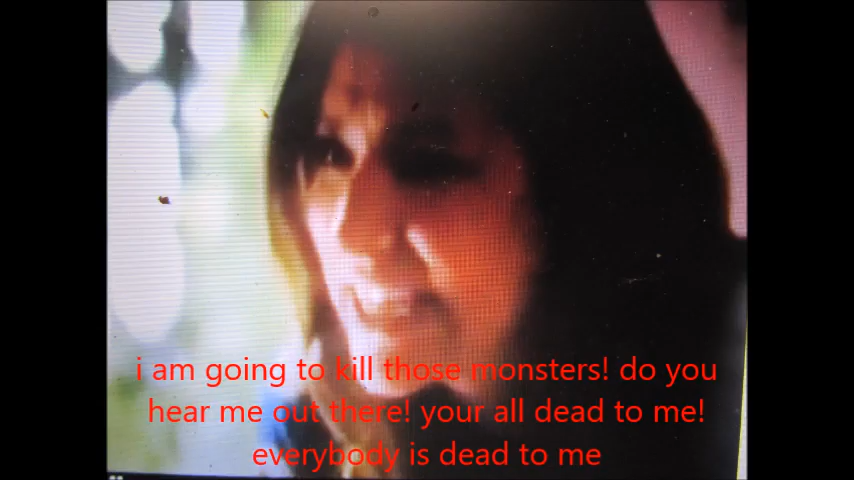 i am going to kill those monsters! do you
hear me out there! your all dead to me!
everybody is dead to me